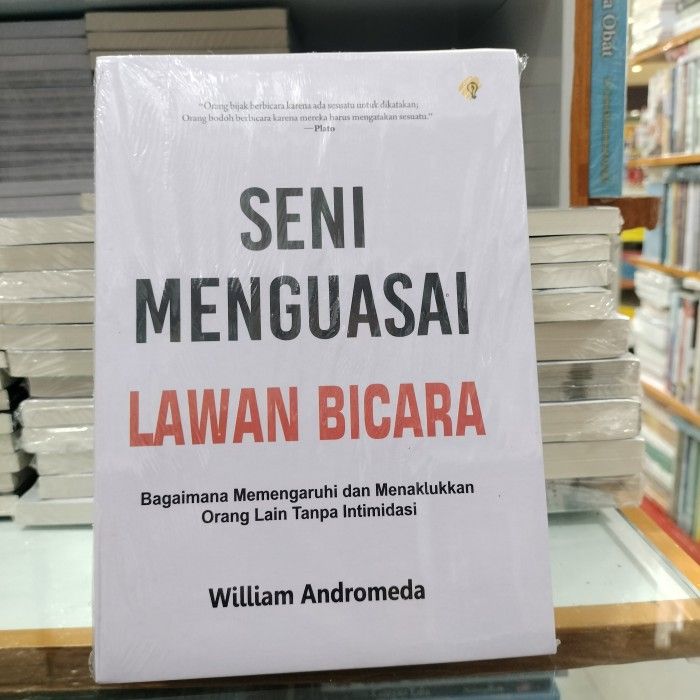 “Orang bijak berbicara karena ada sesuatu untuk dikatakan;
Orang bodoh berbicara karena mereka harus mengatakan sesuatu.”
—Plato
SENI
MENGUASAI
LAWAN BICARA
Bagaimana Memengaruhi dan Menaklukkan
Orang Lain Tanpa Intimidasi
William Andromeda
a Obat